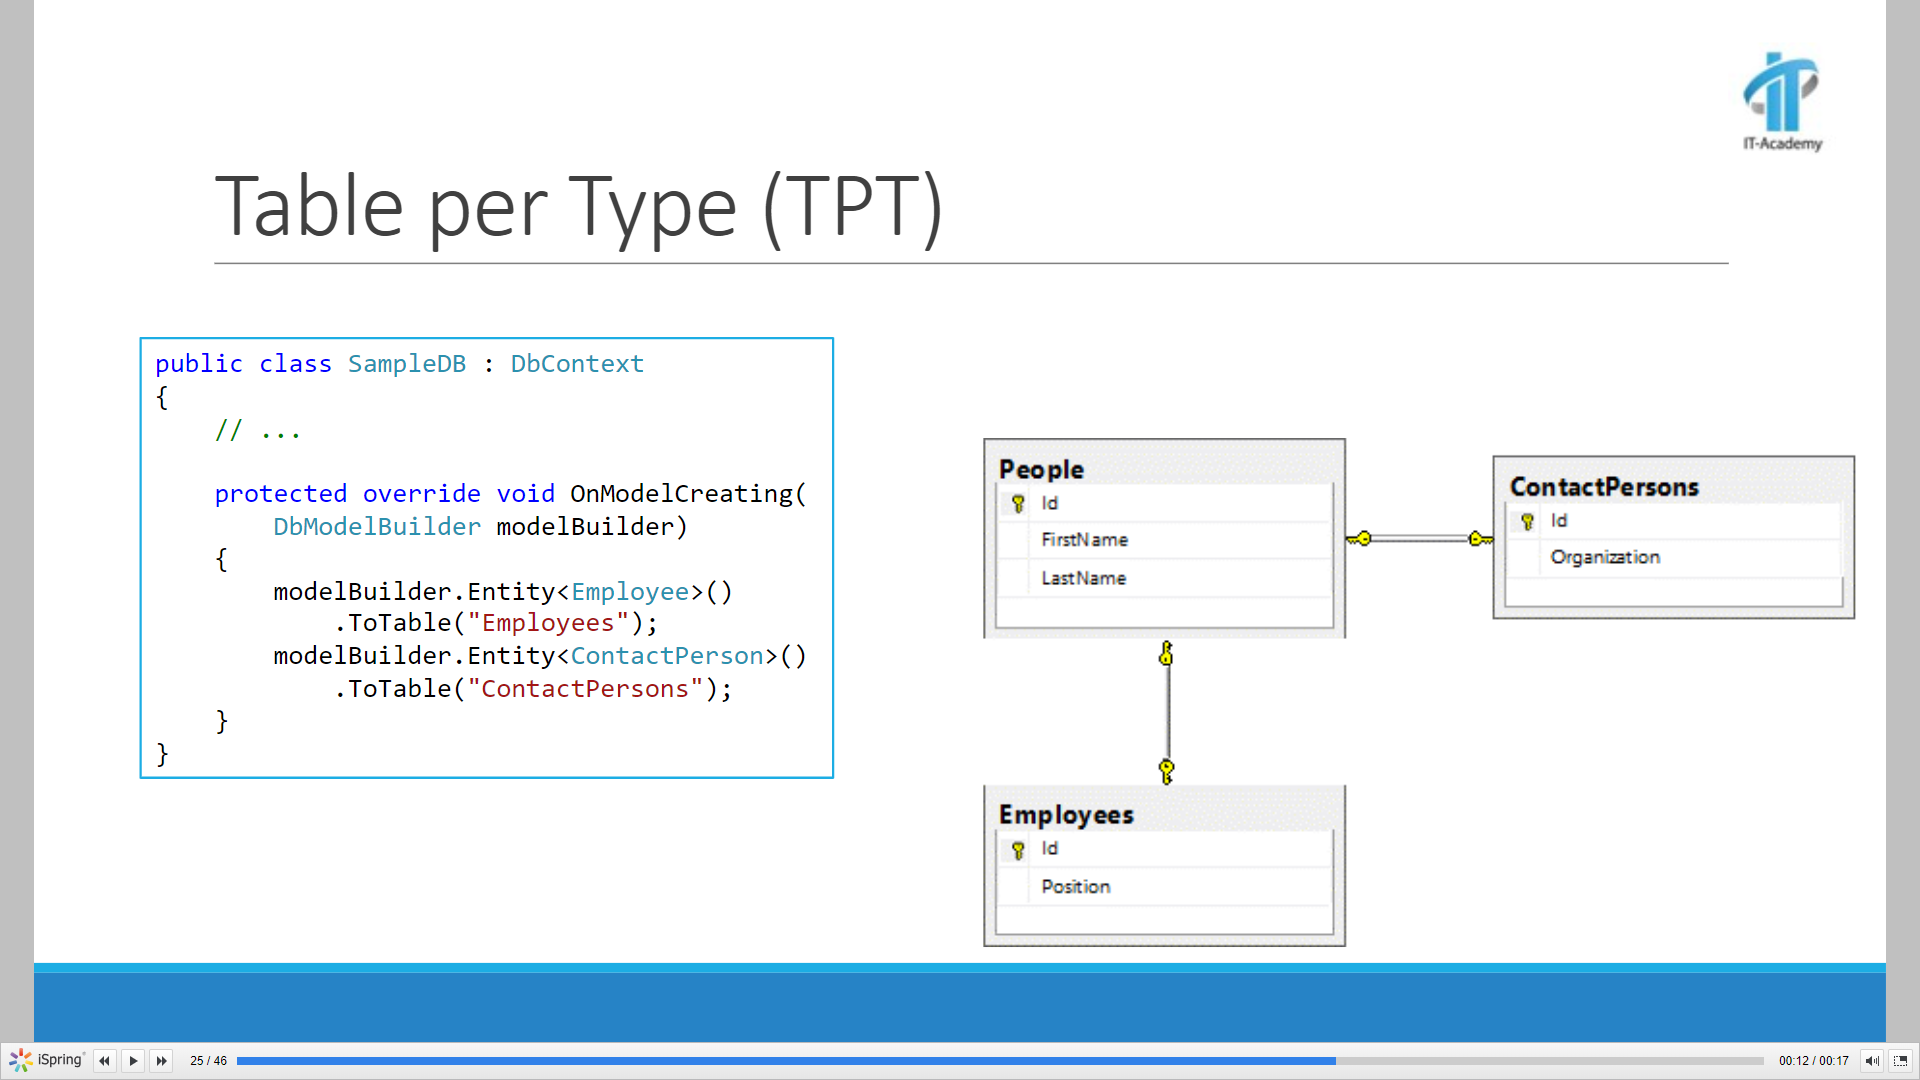 IT-Academy
Table per Type (TPT)
public class SampleDB : DbContext
{
// ...
protected override void OnModelCreating(
DbModelBuilder modelBuilder)
{
modelBuilder.Entity<Employee>()
.ToTable("Employees");
modelBuilder.Entity<ContactPerson>()
.ToTable("ContactPersons");
}
}
People
Id
FirstName
LastName
ContactPersons
Id
Organization
Employees
Id
Position
iSpring
25 / 46
00:12 / 00:17